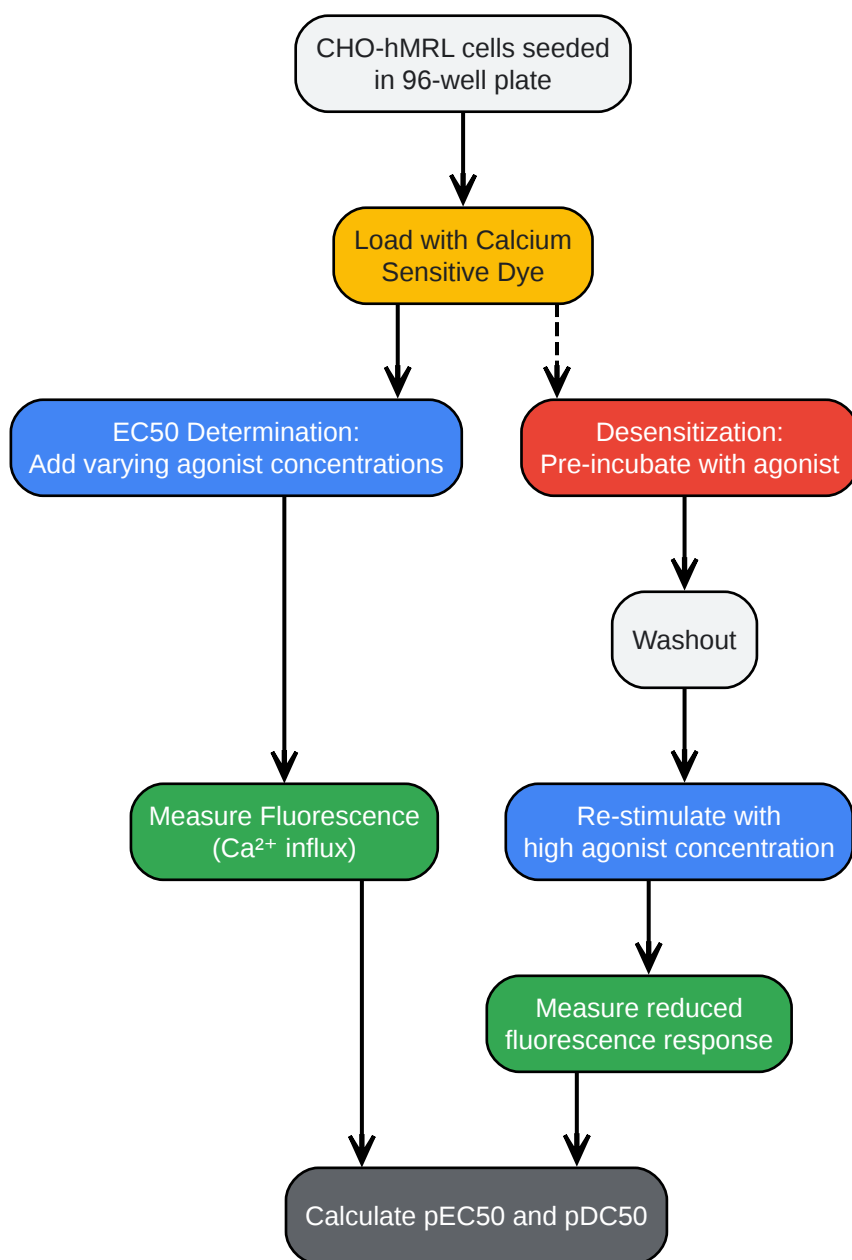 CHO-hMRL cells seeded
in 96-well plate
Load with Calcium
Sensitive Dye
EC50 Determination:
Add varying agonist concentrations
Desensitization:
Pre-incubate with agonist
Washout
Measure Fluorescence
(Ca²⁺ influx)
Re-stimulate with
high agonist concentration
Measure reduced
fluorescence response
Calculate pEC50 and pDC50